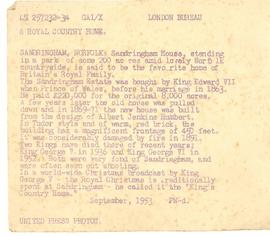 LX 257232-34 GAL/X LONDON BUREAU
A ROYAL COUNTRY HOME.
SANDRINGHAM, NORFOLK: Sandringham House, standing
in a park of some 200 acres amid lovely Norfolk
countryside, is said to be the favorite home of
Britain's Royal Family.
The Sandringham Estate was bought by King Edward VII
when Prince of Wales, before his marriage in 1863.
He paid £220,000 for the original 8,000 acres.
A few years later the old house was pulled
down and in 1869-71 the new house was built
from the design of Albert Jenkins Humbert.
In Tudor style and of warm, red brick, the
building has a magnificent frontage of 450 feet.
It was considerably damaged by fire in 1891.
Two Kings have died there of recent years;
King George V in 1936 and King George VI in
1952. Both were very fond of Sandringham, and
were often seen out shooting.
In a world-wide Christmas broadcast by King
George V - the Royal Christmas is traditionally
spent at Sandringham - he called it the "King's
Country Home."
September, 1953 PN-d.
UNITED PRESS PHOTO.